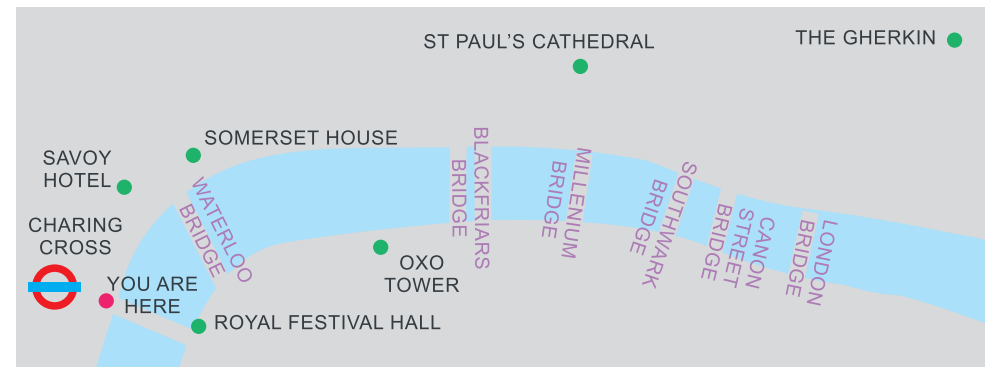 ST PAUL'S CATHEDRAL
THE GHERKIN
SOMERSET HOUSE
SAVOY
HOTEL
CHARING
CROSS
YOU ARE
HERE
ROYAL FESTIVAL HALL
OXO
TOWER
WATERLOO
BRIDGE
BLACKFRIARS
BRIDGE
MILLENIUM
BRIDGE
SOUTHWARK
BRIDGE
CANON
STREET
BRIDGE
LONDON
BRIDGE